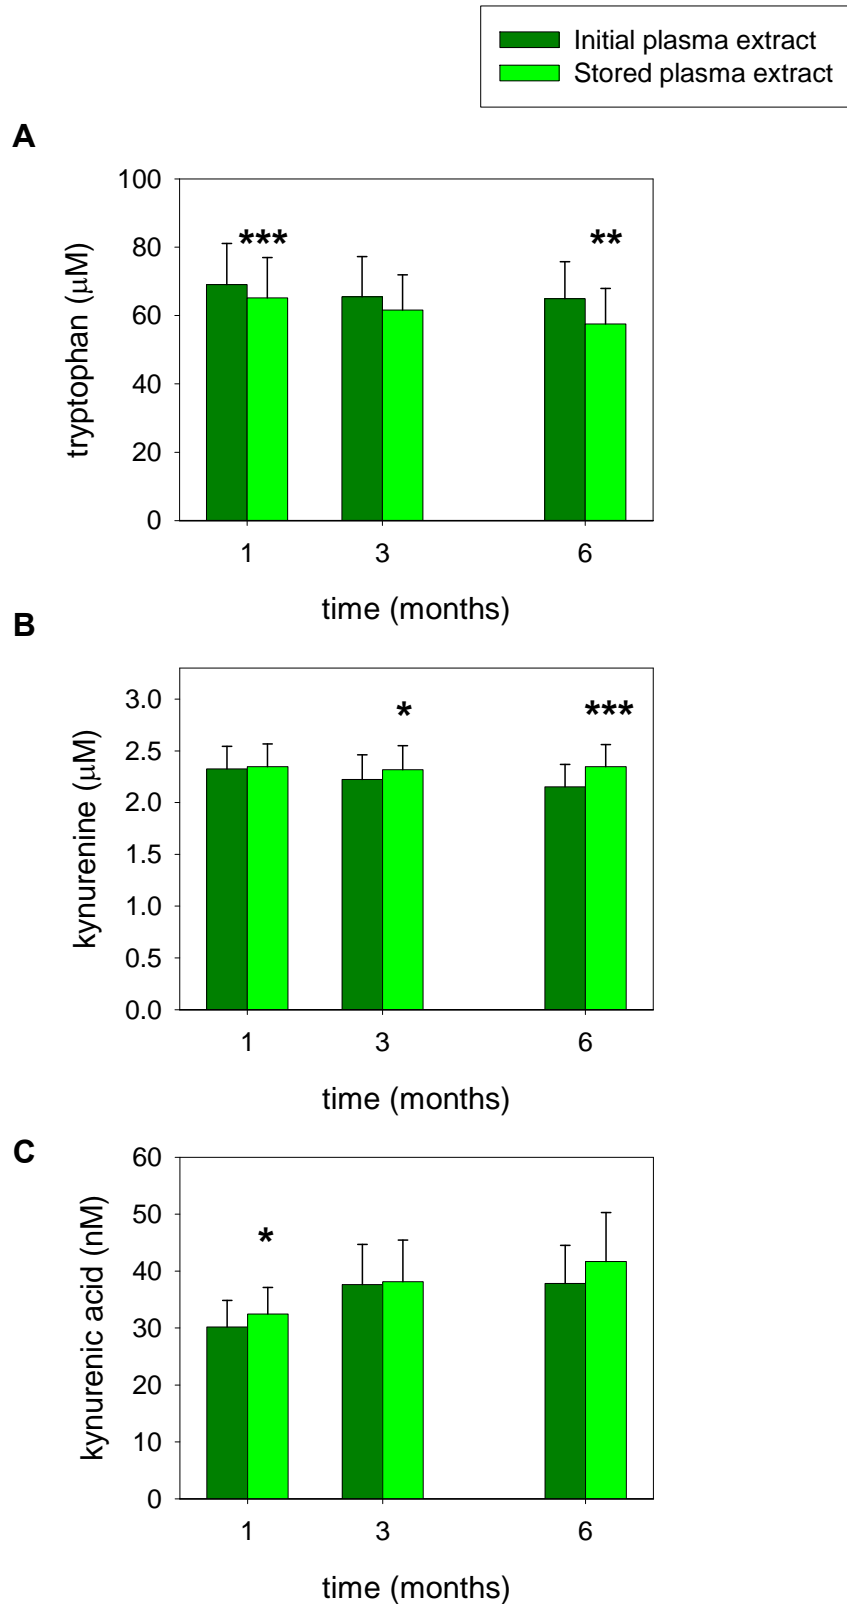 Initial plasma extract
Stored plasma extract
A
100
80
60
40
20
0
tryptophan (μM)
*** **
1 3 6
time (months)
B
3.0
2.5
2.0
1.5
1.0
0.5
0.0
kynurenine (μM)
* ***
1 3 6
time (months)
C
60
50
40
30
20
10
0
kynurenic acid (nM)
*
1 3 6
time (months)